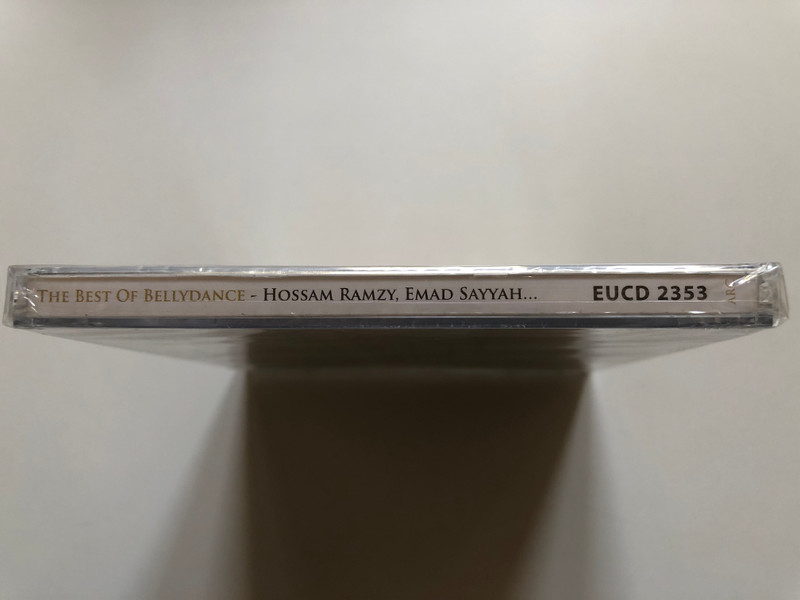 The Best Of Bellydance - Hossam Ramzy, Emad Sayyah... EUCD 2353